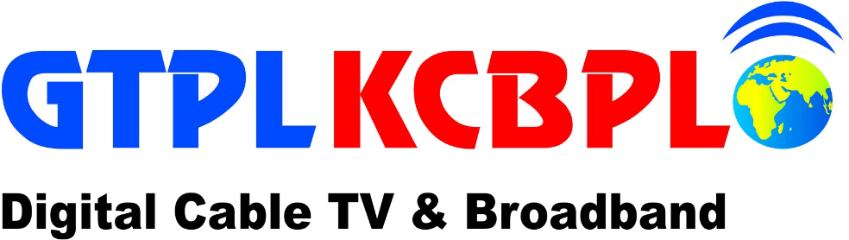 GTPL KCBPL
Digital Cable TV & Broadband